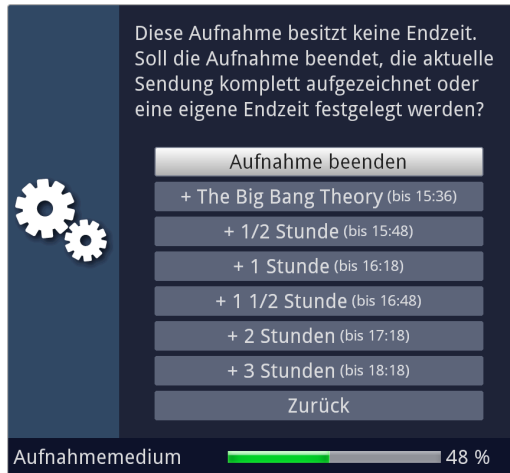 Diese Aufnahme besitzt keine Endzeit.
Soll die Aufnahme beendet, die aktuelle
Sendung komplett aufgezeichnet oder
eine eigene Endzeit festgelegt werden?
Aufnahme beenden
+ The Big Bang Theory (bis 15:36)
+ 1/2 Stunde (bis 15:48)
+ 1 Stunde (bis 16:18)
+ 1 1/2 Stunde (bis 16:48)
+ 2 Stunden (bis 17:18)
+ 3 Stunden (bis 18:18)
Zurück
Aufnahmemedium 48 %